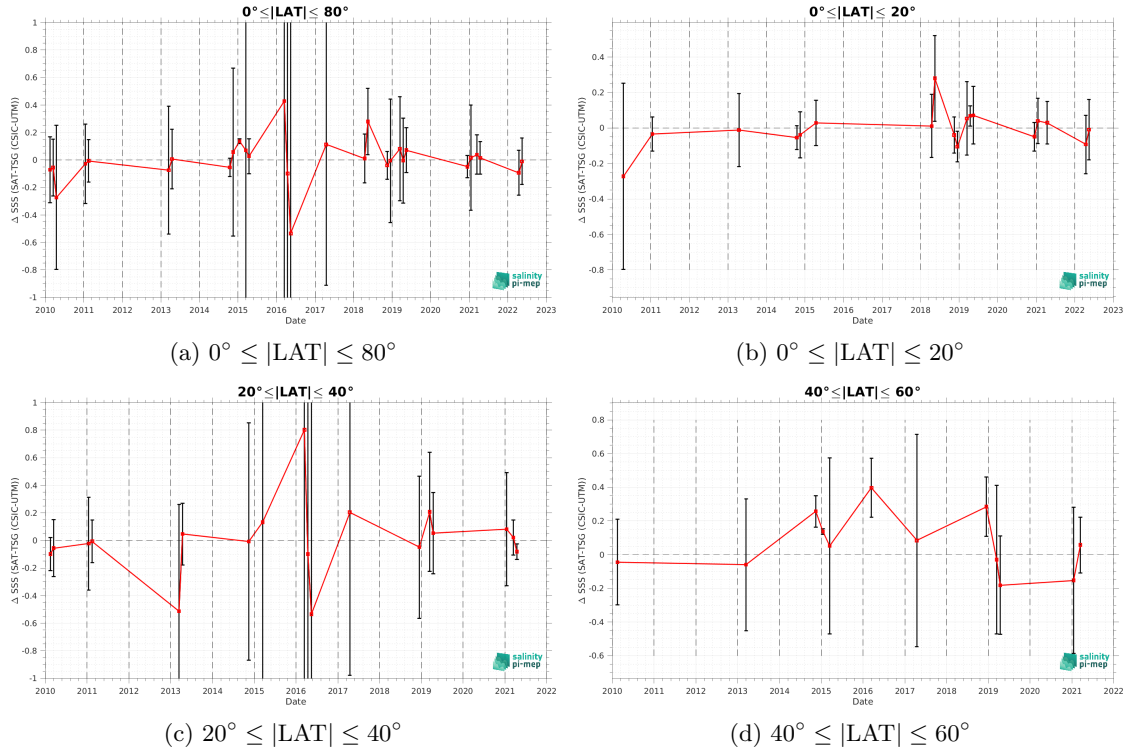 0°≤|LAT|≤ 80°
Δ SSS (SAT-TSG (CSIC-UTM))
1
0.8
0.6
0.4
0.2
0
-0.2
-0.4
-0.6
-0.8
-1
2010 2011 2012 2013 2014 2015 2016 2017 2018 2019 2020 2021 2022 2023
Date
salinity
pi-mep
(a) 0° ≤ |LAT| ≤ 80°
0°≤|LAT|≤ 20°
Δ SSS (SAT-TSG (CSIC-UTM))
0.4
0.2
0
-0.2
-0.4
-0.6
-0.8
2010 2011 2012 2013 2014 2015 2016 2017 2018 2019 2020 2021 2022 2023
Date
salinity
pi-mep
(b) 0° ≤ |LAT| ≤ 20°
20°≤|LAT|≤ 40°
Δ SSS (SAT-TSG (CSIC-UTM))
1
0.8
0.6
0.4
0.2
0
-0.2
-0.4
-0.6
-0.8
-1
2010 2011 2012 2013 2014 2015 2016 2017 2018 2019 2020 2021 2022
Date
salinity
pi-mep
(c) 20° ≤ |LAT| ≤ 40°
40°≤|LAT|≤ 60°
Δ SSS (SAT-TSG (CSIC-UTM))
0.8
0.6
0.4
0.2
0
-0.2
-0.4
-0.6
2010 2011 2012 2013 2014 2015 2016 2017 2018 2019 2020 2021 2022
Date
salinity
pi-mep
(d) 40° ≤ |LAT| ≤ 60°